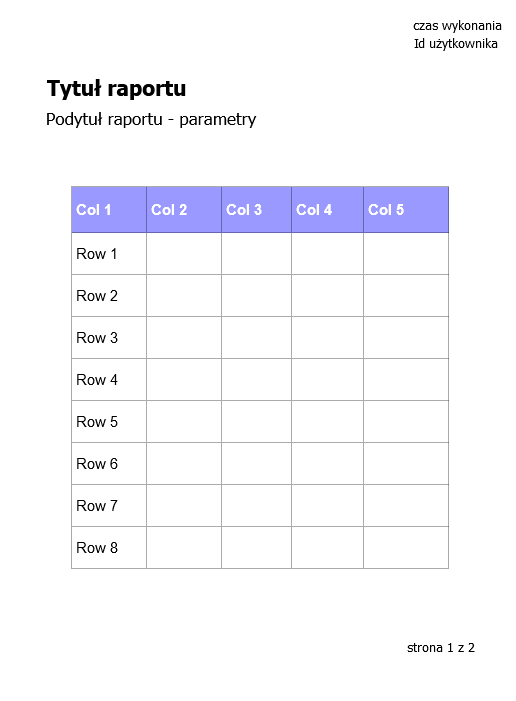 czas wykonania
Id użytkownika
Tytuł raportu
Podytuł raportu - parametry
Col 1 Col 2 Col 3 Col 4 Col 5
Row 1
Row 2
Row 3
Row 4
Row 5
Row 6
Row 7
Row 8
strona 1 z 2